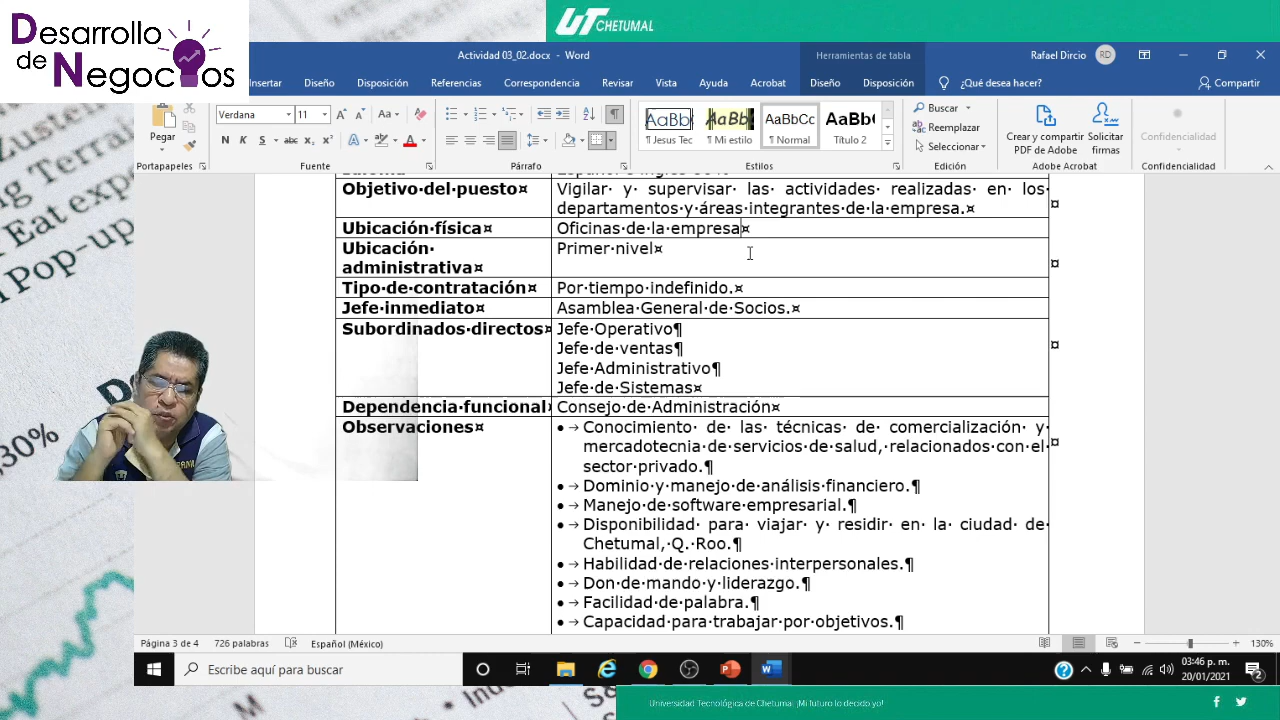 Desarrollo
de
Negocios
UT CHETUMAL
Actividad 03_02.docx - Word
Herramientas de tabla
Rafael Dircio
RD
Insertar
Diseño
Disposición
Referencias
Correspondencia
Revisar
Vista
Ayuda
Acrobat
Diseño
Disposición
¿Qué desea hacer?
Compartir
Pegar
Portapapeles
Verdana
11
N K S abc x₂ x²
Fuente
Párrafo
AaBbC
¶ Jesus Tec
AaBb
¶ Mi estilo
AaBbCc
¶ Normal
AaBb
Título 2
Estilos
Buscar
Reemplazar
Seleccionar
Edición
Crear y compartir
PDF de Adobe
Solicitar
firmas
Adobe Acrobat
Confidencialidad
Confidencialidad
Objetivo·del·puesto¤
Vigilar· y· supervisar· las· actividades· realizadas· en· los·
departamentos·y·áreas·integrantes·de·la·empresa.¤
Ubicación·física¤
Oficinas·de·la·empresa¤
Ubicación·
administrativa¤
Primer·nivel¤
Tipo·de·contratación¤
Por·tiempo·indefinido.¤
Jefe·inmediato¤
Asamblea·General·de·Socios.¤
Subordinados·directos¤
Jefe·Operativo¶
Jefe·de·ventas¶
Jefe·Administrativo¶
Jefe·de·Sistemas¤
Dependencia·funcional¤
Consejo·de·Administración¤
Observaciones¤
•→Conocimiento· de· las· técnicas· de· comercialización· y·
mercadotecnia·de·servicios·de·salud,·relacionados·con·el·
sector·privado.¶
•→Dominio·y·manejo·de·análisis·financiero.¶
•→Manejo·de·software·empresarial.¶
•→Disponibilidad· para· viajar· y· residir· en· la· ciudad· de·
Chetumal,·Q.·Roo.¶
•→Habilidad·de·relaciones·interpersonales.¶
•→Don·de·mando·y·liderazgo.¶
•→Facilidad·de·palabra.¶
•→Capacidad·para·trabajar·por·objetivos.¶
30%
Página 3 de 4
726 palabras
Español (México)
130%
Escribe aquí para buscar
03:46 p. m.
20/01/2021
2
Universidad Tecnológica de Chetumal ¡Mi futuro lo decido yo!